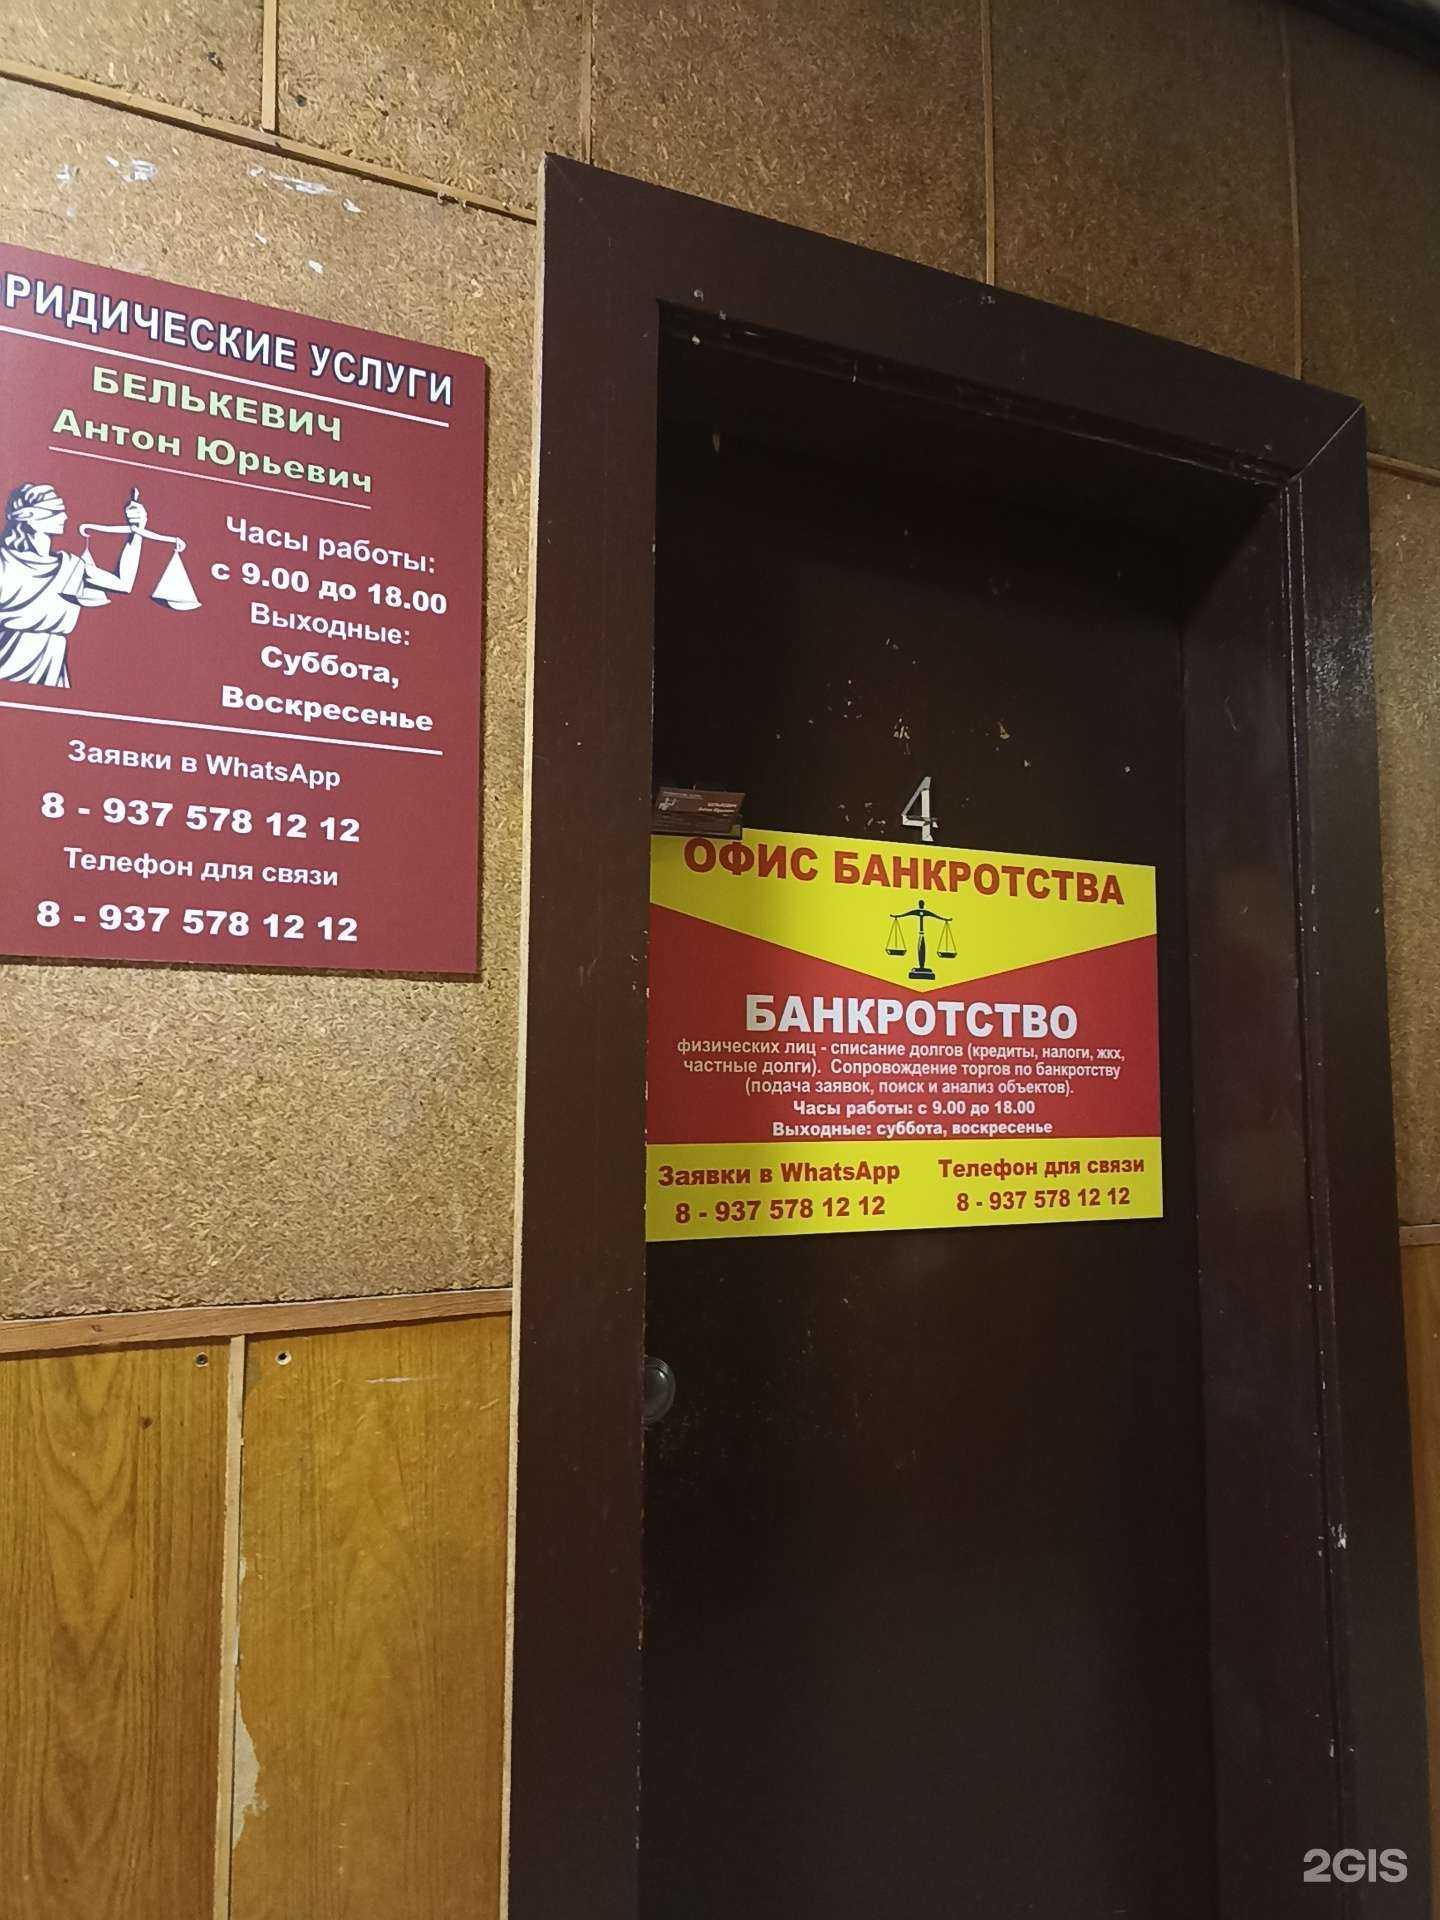 ЮРИДИЧЕСКИЕ УСЛУГИ
БЕЛЬКЕВИЧ
Антон Юрьевич
Часы работы:
с 9.00 до 18.00
Выходные:
Суббота,
Воскресенье
Заявки в WhatsApp
8 - 937 578 12 12
Телефон для связи
8 - 937 578 12 12
4
ОФИС БАНКРОТСТВА
БАНКРОТСТВО
физических лиц - списание долгов (кредиты, налоги, жкх,
частные долги). Сопровождение торгов по банкротству
(подача заявок, поиск и анализ объектов).
Часы работы: с 9.00 до 18.00
Выходные: суббота, воскресенье
Заявки в WhatsApp
8 - 937 578 12 12
Телефон для связи
8 - 937 578 12 12
2GIS